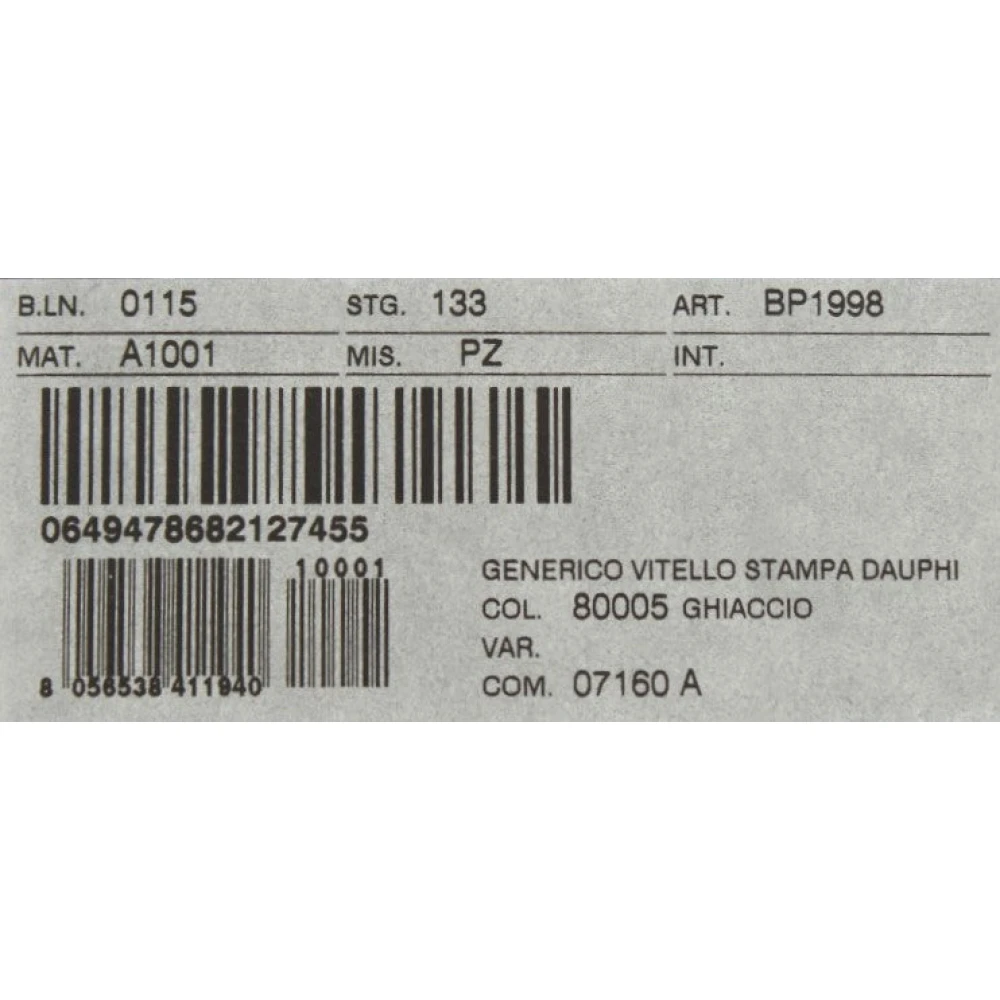 B.LN. 0115 STG. 133 ART. BP1998
MAT. A1001 MIS. PZ INT.
0649478682127455
10001
GENERICO VITELLO STAMPA DAUPHI
COL. 80005 GHIACCIO
VAR.
8 056538 411940
COM. 07160 A